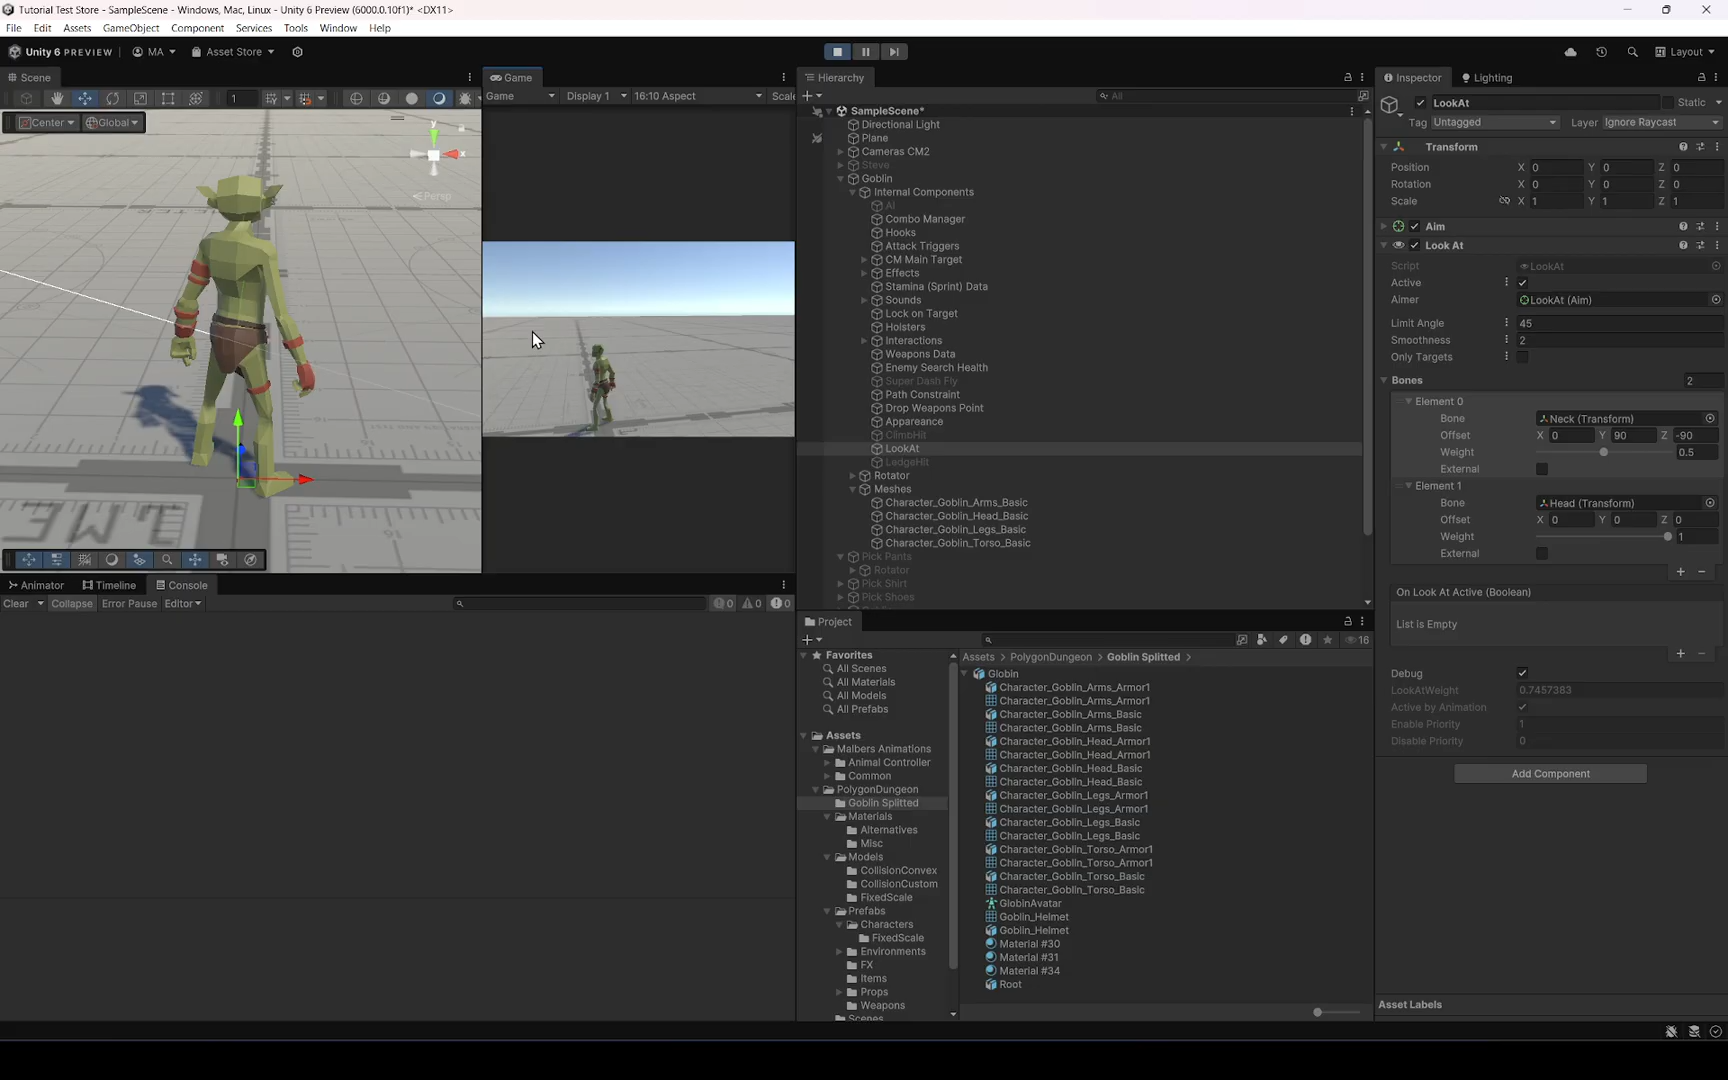 Tutorial Test Store - SampleScene - Windows, Mac, Linux - Unity 6 Preview (6000.0.10f1)* <DX11>
File Edit Assets GameObject Component Services Tools Window Help
Unity 6 PREVIEW MA Asset Store Layout
Scene
Game
Hierarchy
Inspector Lighting
1
Game Display 1 16:10 Aspect Scale
All
Center Global
y
x
Persp
SampleScene*
Directional Light
Plane
Cameras CM2
Steve
Goblin
Internal Components
AI
Combo Manager
Hooks
Attack Triggers
CM Main Target
Effects
Stamina (Sprint) Data
Sounds
Lock on Target
Holsters
Interactions
Weapons Data
Enemy Search Health
Super Dash Fly
Path Constraint
Drop Weapons Point
Appareance
ClimbHit
LookAt
LedgeHit
Rotator
Meshes
Character_Goblin_Arms_Basic
Character_Goblin_Head_Basic
Character_Goblin_Legs_Basic
Character_Goblin_Torso_Basic
Pick Pants
Rotator
Pick Shirt
Pick Shoes
LookAt Static
Tag Untagged Layer Ignore Raycast
Transform
Position X 0 Y 0 Z 0
Rotation X 0 Y 0 Z 0
Scale X 1 Y 1 Z 1
Aim
Look At
Script LookAt
Active
Aimer LookAt (Aim)
Limit Angle 45
Smoothness 2
Only Targets
Bones 2
Element 0
Bone Neck (Transform)
Offset X 0 Y 90 Z -90
Weight 0.5
External
Element 1
Bone Head (Transform)
Offset X 0 Y 0 Z 0
Weight 1
External
On Look At Active (Boolean)
List is Empty
Debug
LookAtWeight 0.7457383
Active by Animation
Enable Priority 1
Disable Priority 0
Add Component
Asset Labels
Animator Timeline Console
Clear Collapse Error Pause Editor 0 0 0
Project
16
Favorites
All Scenes
All Materials
All Models
All Prefabs
Assets
Malbers Animations
Animal Controller
Common
PolygonDungeon
Goblin Splitted
Materials
Alternatives
Misc
Models
CollisionConvex
CollisionCustom
FixedScale
Prefabs
Characters
FixedScale
Environments
FX
Items
Props
Weapons
Scenes
Assets > PolygonDungeon > Goblin Splitted >
Globin
Character_Goblin_Arms_Armor1
Character_Goblin_Arms_Armor1
Character_Goblin_Arms_Basic
Character_Goblin_Arms_Basic
Character_Goblin_Head_Armor1
Character_Goblin_Head_Armor1
Character_Goblin_Head_Basic
Character_Goblin_Head_Basic
Character_Goblin_Legs_Armor1
Character_Goblin_Legs_Armor1
Character_Goblin_Legs_Basic
Character_Goblin_Legs_Basic
Character_Goblin_Torso_Armor1
Character_Goblin_Torso_Armor1
Character_Goblin_Torso_Basic
Character_Goblin_Torso_Basic
GlobinAvatar
Goblin_Helmet
Goblin_Helmet
Material #30
Material #31
Material #34
Root